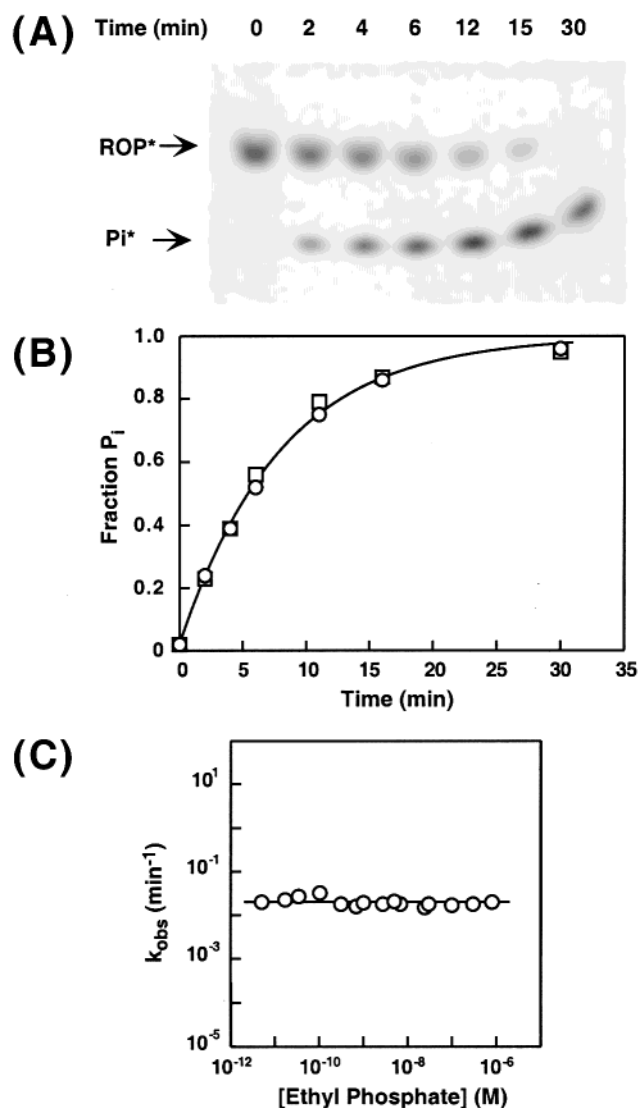 (A) Time (min) 0 2 4 6 12 15 30
ROP*
Pi*
(B)
1.0
0.8
0.6
0.4
0.2
0
Fraction Pi
0 5 10 15 20 25 30 35
Time (min)
(C)
10¹
10⁻¹
10⁻³
10⁻⁵
kobs (min⁻¹)
10⁻¹² 10⁻¹⁰ 10⁻⁸ 10⁻⁶
[Ethyl Phosphate] (M)